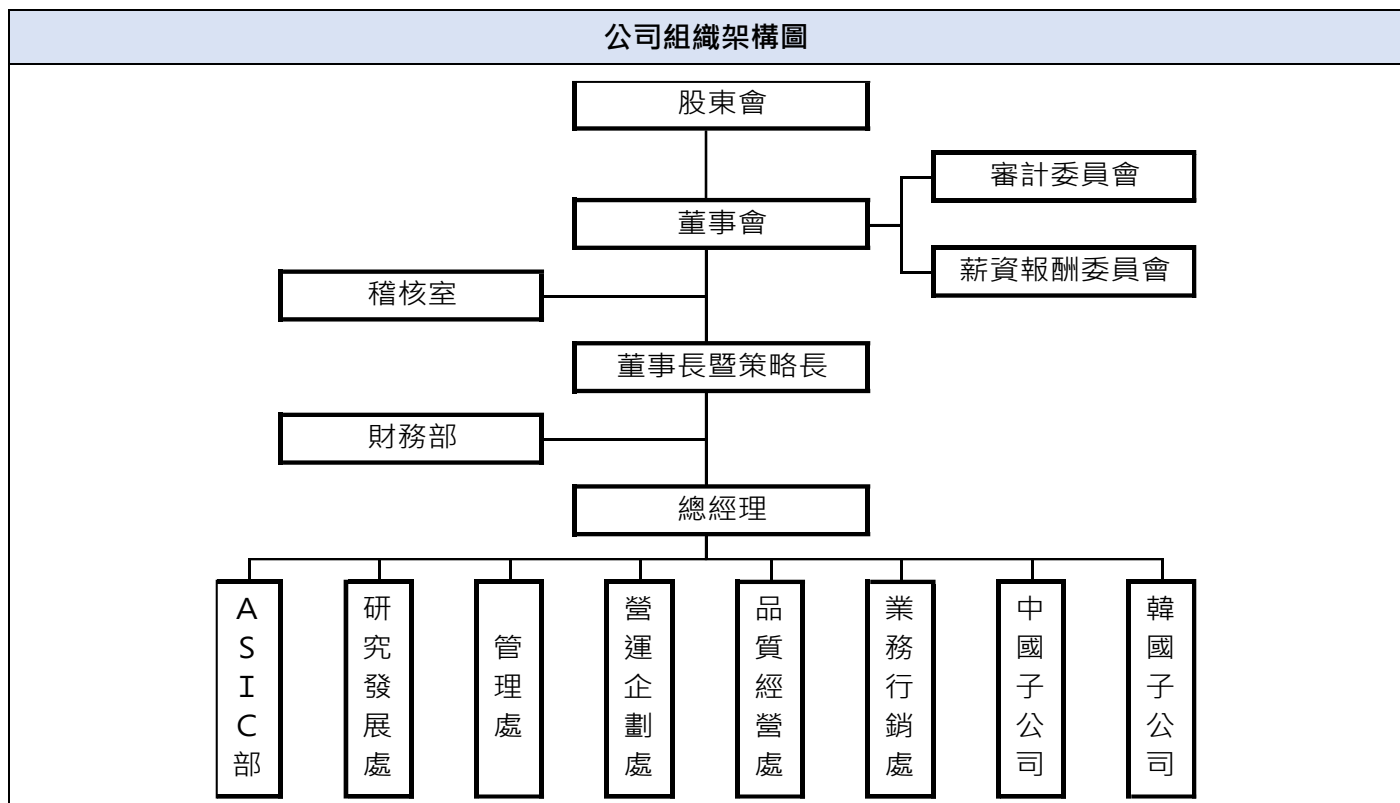 公司組織架構圖
股東會
審計委員會
董事會
薪資報酬委員會
稽核室
董事長暨策略長
財務部
總經理
ASIC部
研究發展處
管理處
營運企劃處
品質經營處
業務行銷處
中國子公司
韓國子公司